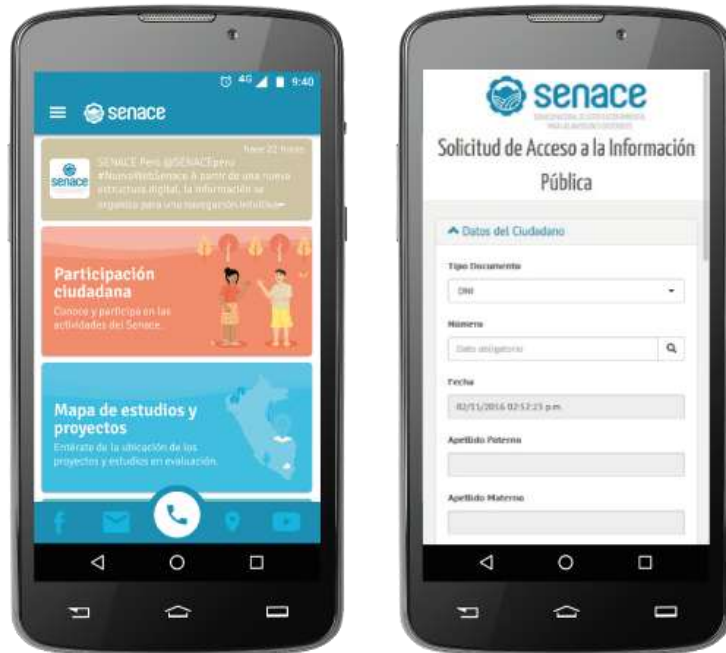 4G 9:40
senace
hace 22 horas
SENACE Perú @SENACEperu
#NuevoWebSenace A partir de una nueva
estructura digital, la información se
organiza para una navegación intuitiva
senace
Participación
ciudadana
Conoce y participa en las
actividades del Senace.
Mapa de estudios y
proyectos
Entérate de la ubicación de los
proyectos y estudios en evaluación.
senace
Solicitud de Acceso a la Información
Pública
Datos del Ciudadano
Tipo Documento
DNI
Número
Dato obligatorio
Fecha
02/11/2016 02:52:23 p.m.
Apellido Paterno
Apellido Materno